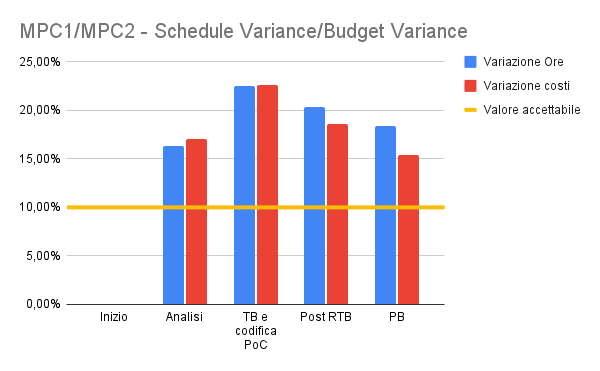 MPC1/MPC2 - Schedule Variance/Budget Variance
25,00%
20,00%
15,00%
10,00%
5,00%
0,00%
Inizio
Analisi
TB e
codifica
PoC
Post RTB
PB
Variazione Ore
Variazione costi
Valore accettabile